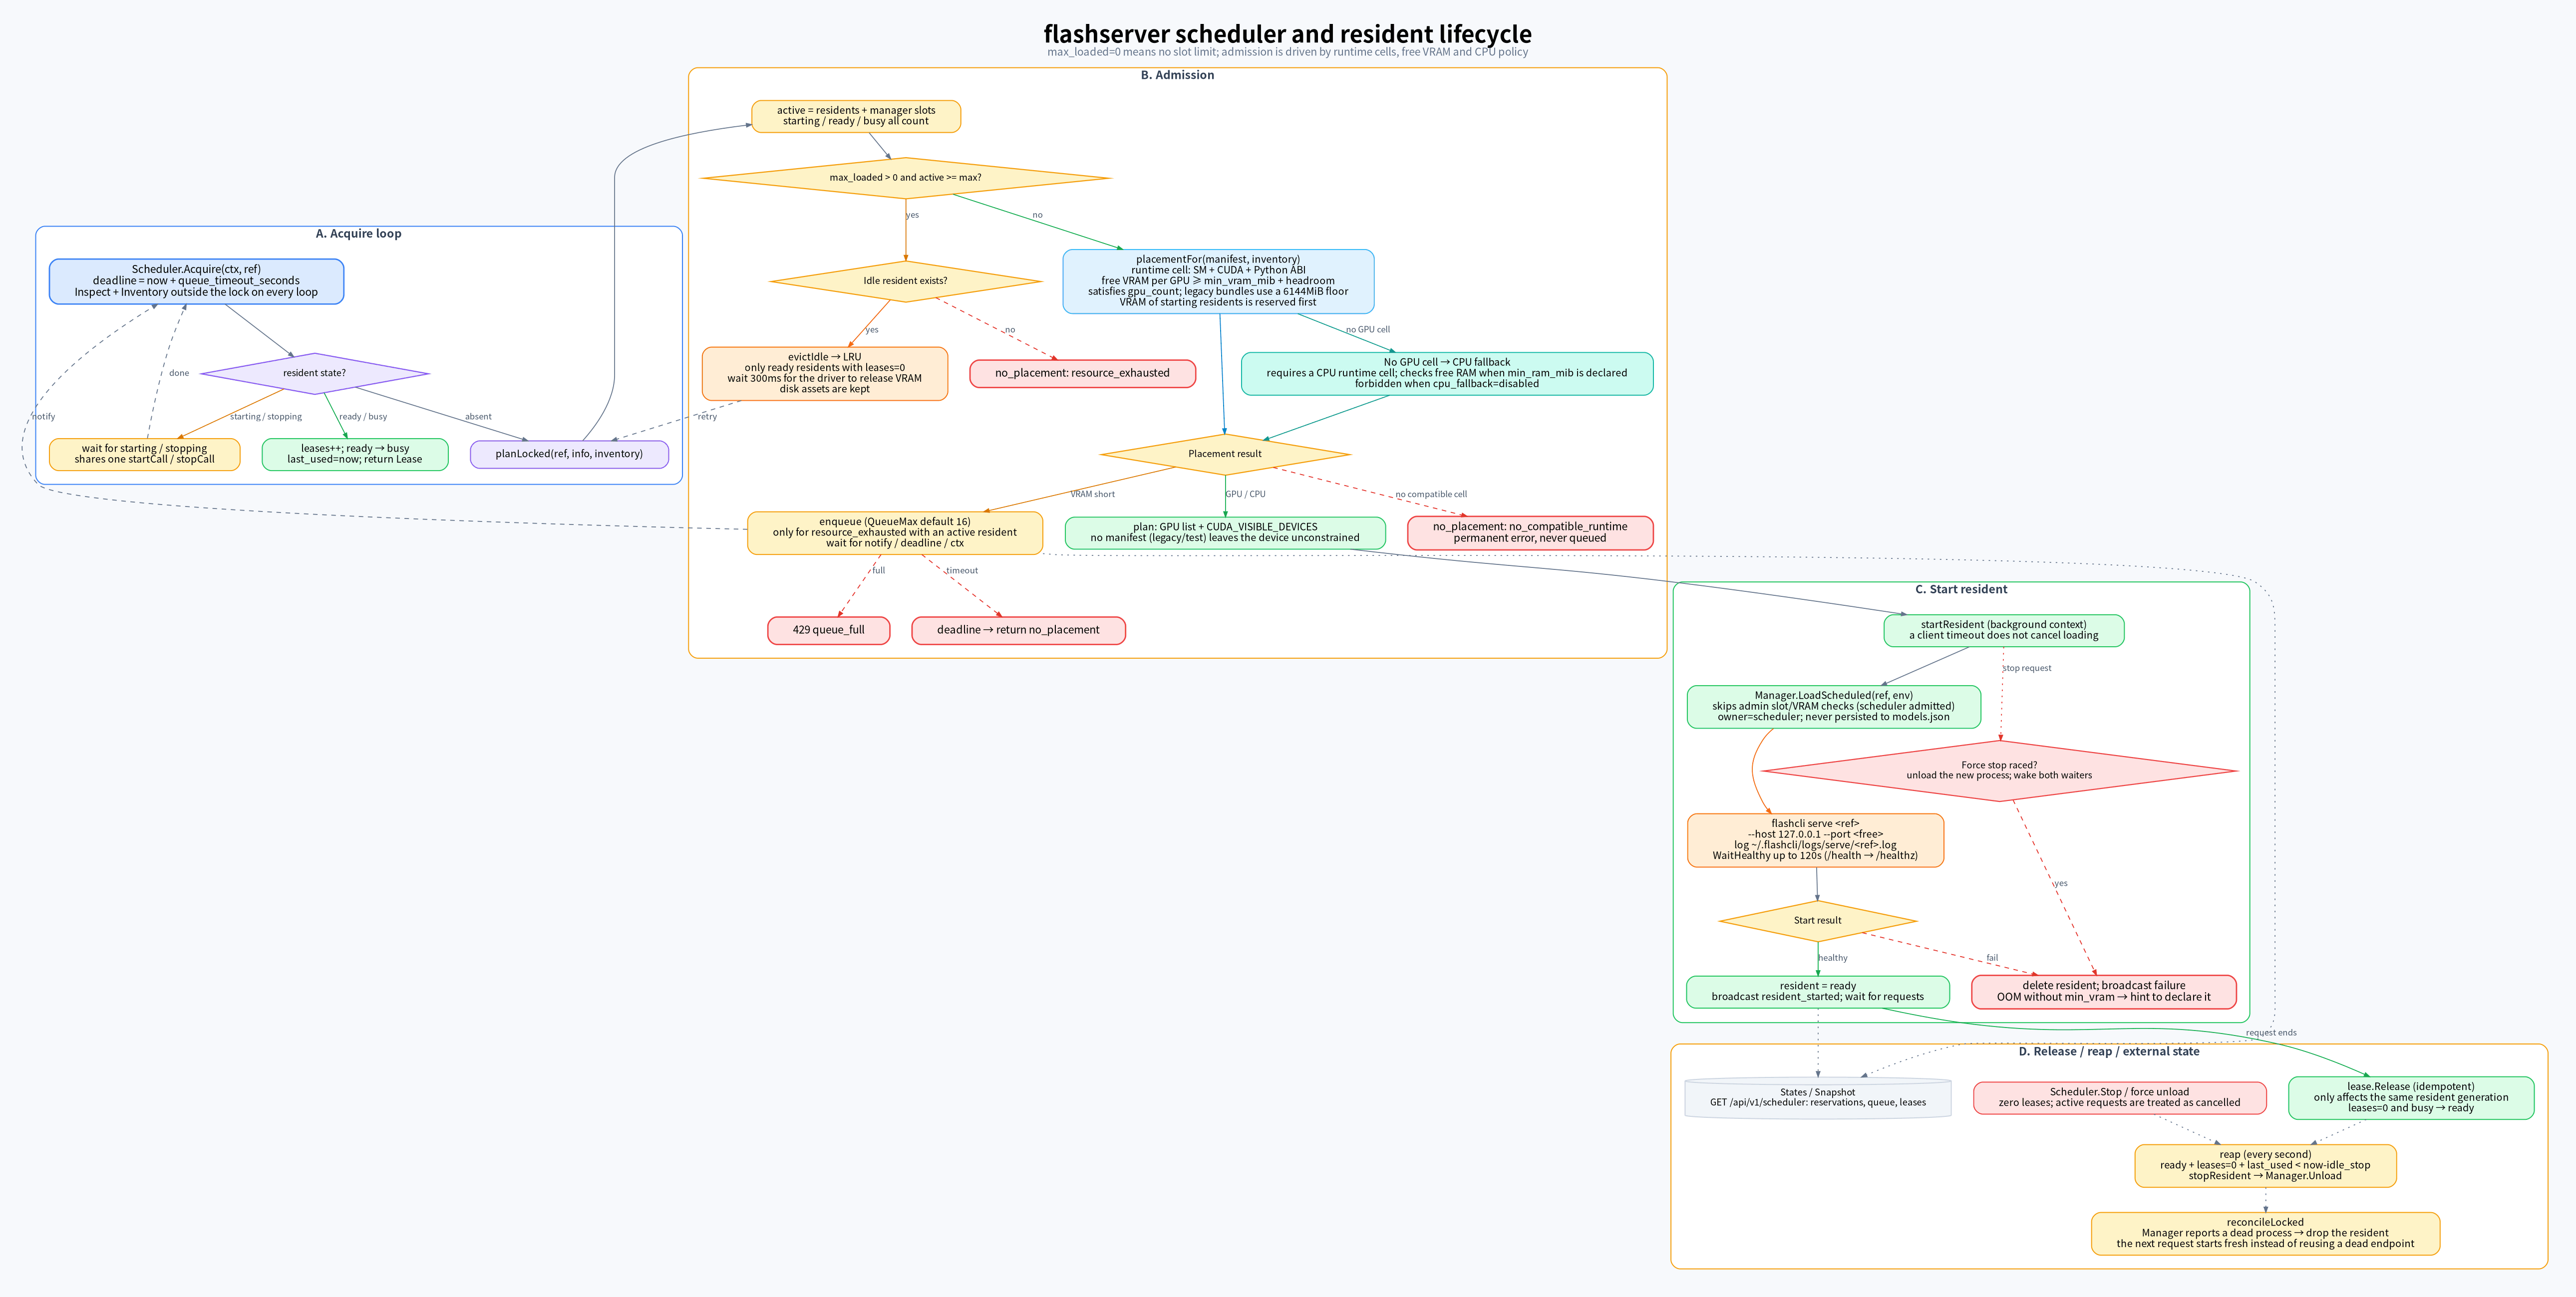 flashserver scheduler and resident lifecycle
max_loaded=0 means no slot limit; admission is driven by runtime cells, free VRAM and CPU policy
A. Acquire loop
Scheduler.Acquire(ctx, ref)
deadline = now + queue_timeout_seconds
Inspect + Inventory outside the lock on every loop
resident state?
notify
done
starting / stopping
ready / busy
absent
wait for starting / stopping
shares one startCall / stopCall
leases++; ready → busy
last_used=now; return Lease
planLocked(ref, info, inventory)
B. Admission
active = residents + manager slots
starting / ready / busy all count
max_loaded > 0 and active >= max?
yes
no
Idle resident exists?
placementFor(manifest, inventory)
runtime cell: SM + CUDA + Python ABI
free VRAM per GPU ⩾ min_vram_mib + headroom
satisfies gpu_count; legacy bundles use a 6144MiB floor
VRAM of starting residents is reserved first
yes
no
no GPU cell
evictIdle → LRU
only ready residents with leases=0
wait 300ms for the driver to release VRAM
disk assets are kept
no_placement: resource_exhausted
No GPU cell → CPU fallback
requires a CPU runtime cell; checks free RAM when min_ram_mib is declared
forbidden when cpu_fallback=disabled
retry
Placement result
VRAM short
GPU / CPU
no compatible cell
enqueue (QueueMax default 16)
only for resource_exhausted with an active resident
wait for notify / deadline / ctx
plan: GPU list + CUDA_VISIBLE_DEVICES
no manifest (legacy/test) leaves the device unconstrained
no_placement: no_compatible_runtime
permanent error, never queued
full
timeout
429 queue_full
deadline → return no_placement
C. Start resident
startResident (background context)
a client timeout does not cancel loading
stop request
Manager.LoadScheduled(ref, env)
skips admin slot/VRAM checks (scheduler admitted)
owner=scheduler; never persisted to models.json
Force stop raced?
unload the new process; wake both waiters
flashcli serve <ref>
--host 127.0.0.1 --port <free>
log ~/.flashcli/logs/serve/<ref>.log
WaitHealthy up to 120s (/health → /healthz)
yes
Start result
healthy
fail
resident = ready
broadcast resident_started; wait for requests
delete resident; broadcast failure
OOM without min_vram → hint to declare it
request ends
D. Release / reap / external state
States / Snapshot
GET /api/v1/scheduler: reservations, queue, leases
Scheduler.Stop / force unload
zero leases; active requests are treated as cancelled
lease.Release (idempotent)
only affects the same resident generation
leases=0 and busy → ready
reap (every second)
ready + leases=0 + last_used < now-idle_stop
stopResident → Manager.Unload
reconcileLocked
Manager reports a dead process → drop the resident
the next request starts fresh instead of reusing a dead endpoint